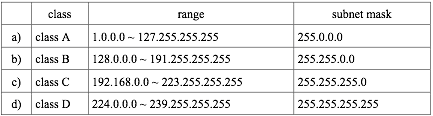 class range subnet mask
a) class A 1.0.0.0 ~ 127.255.255.255 255.0.0.0
b) class B 128.0.0.0 ~ 191.255.255.255 255.255.0.0
c) class C 192.168.0.0 ~ 223.255.255.255 255.255.255.0
d) class D 224.0.0.0 ~ 239.255.255.255 255.255.255.255